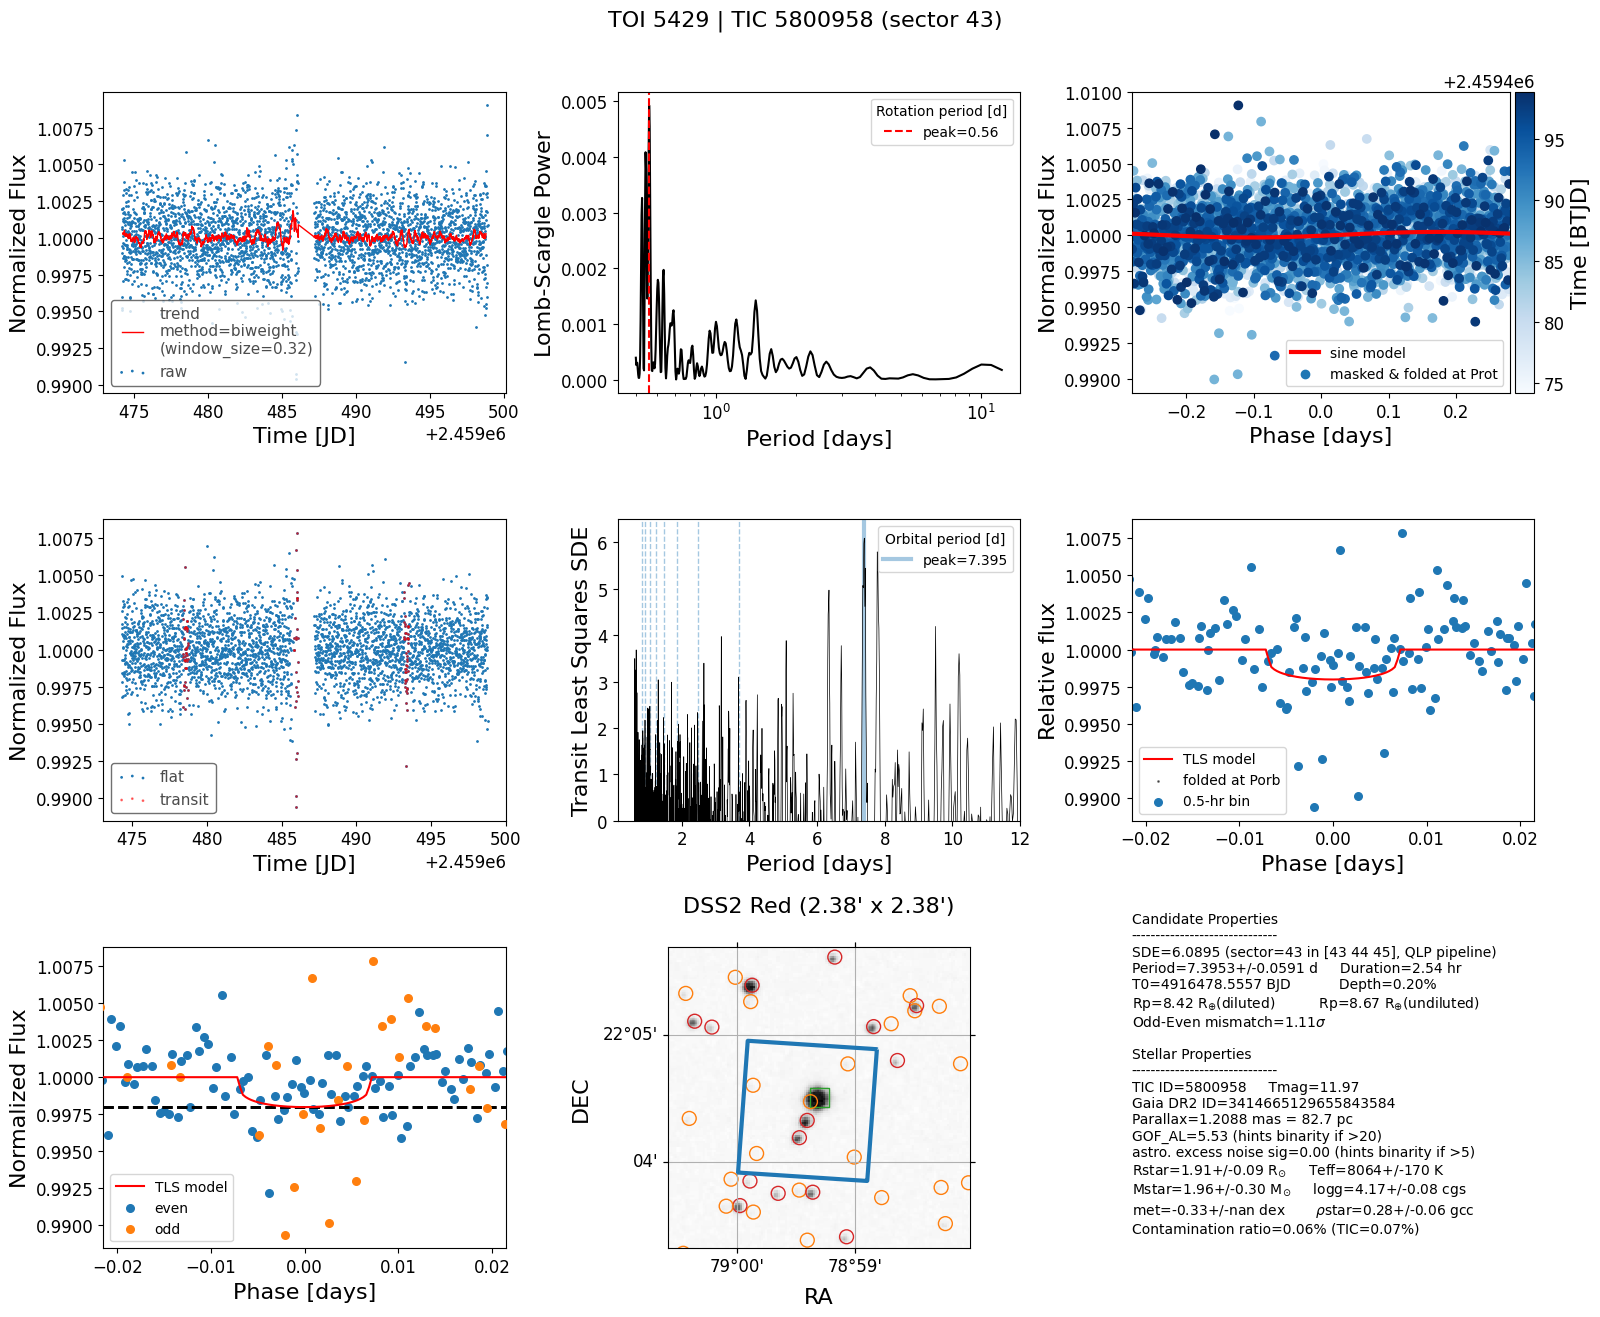 TOI 5429 | TIC 5800958 (sector 43)
Normalized Flux
1.0075
1.0050
1.0025
1.0000
0.9975
0.9950
0.9925
0.9900
trend
method=biweight
(window_size=0.32)
raw
475 480 485 490 495 500
Time [JD]
+2.459e6
Lomb-Scargle Power
0.005
0.004
0.003
0.002
0.001
0.000
Rotation period [d]
peak=0.56
10^0 10^1
Period [days]
Normalized Flux
1.0100
1.0075
1.0050
1.0025
1.0000
0.9975
0.9950
0.9925
0.9900
sine model
masked & folded at Prot
−0.2 −0.1 0.0 0.1 0.2
Phase [days]
+2.4594e6
95
90
85
80
75
Time [BTJD]
Normalized Flux
1.0075
1.0050
1.0025
1.0000
0.9975
0.9950
0.9925
0.9900
flat
transit
475 480 485 490 495 500
Time [JD]
+2.459e6
Transit Least Squares SDE
6
5
4
3
2
1
0
Orbital period [d]
peak=7.395
2 4 6 8 10 12
Period [days]
Relative flux
1.0075
1.0050
1.0025
1.0000
0.9975
0.9950
0.9925
0.9900
TLS model
folded at Porb
0.5-hr bin
−0.02 −0.01 0.00 0.01 0.02
Phase [days]
Normalized Flux
1.0075
1.0050
1.0025
1.0000
0.9975
0.9950
0.9925
0.9900
TLS model
even
odd
−0.02 −0.01 0.00 0.01 0.02
Phase [days]
DSS2 Red (2.38' x 2.38')
DEC
22°05'
04'
79°00' 78°59'
RA
Candidate Properties
------------------------------
SDE=6.0895 (sector=43 in [43 44 45], QLP pipeline)
Period=7.3953+/-0.0591 d Duration=2.54 hr
T0=4916478.5557 BJD Depth=0.20%
Rp=8.42 R⊕(diluted) Rp=8.67 R⊕(undiluted)
Odd-Even mismatch=1.11σ
Stellar Properties
------------------------------
TIC ID=5800958 Tmag=11.97
Gaia DR2 ID=3414665129655843584
Parallax=1.2088 mas = 82.7 pc
GOF_AL=5.53 (hints binarity if >20)
astro. excess noise sig=0.00 (hints binarity if >5)
Rstar=1.91+/-0.09 R⊙ Teff=8064+/-170 K
Mstar=1.96+/-0.30 M⊙ logg=4.17+/-0.08 cgs
met=-0.33+/-nan dex ρstar=0.28+/-0.06 gcc
Contamination ratio=0.06% (TIC=0.07%)